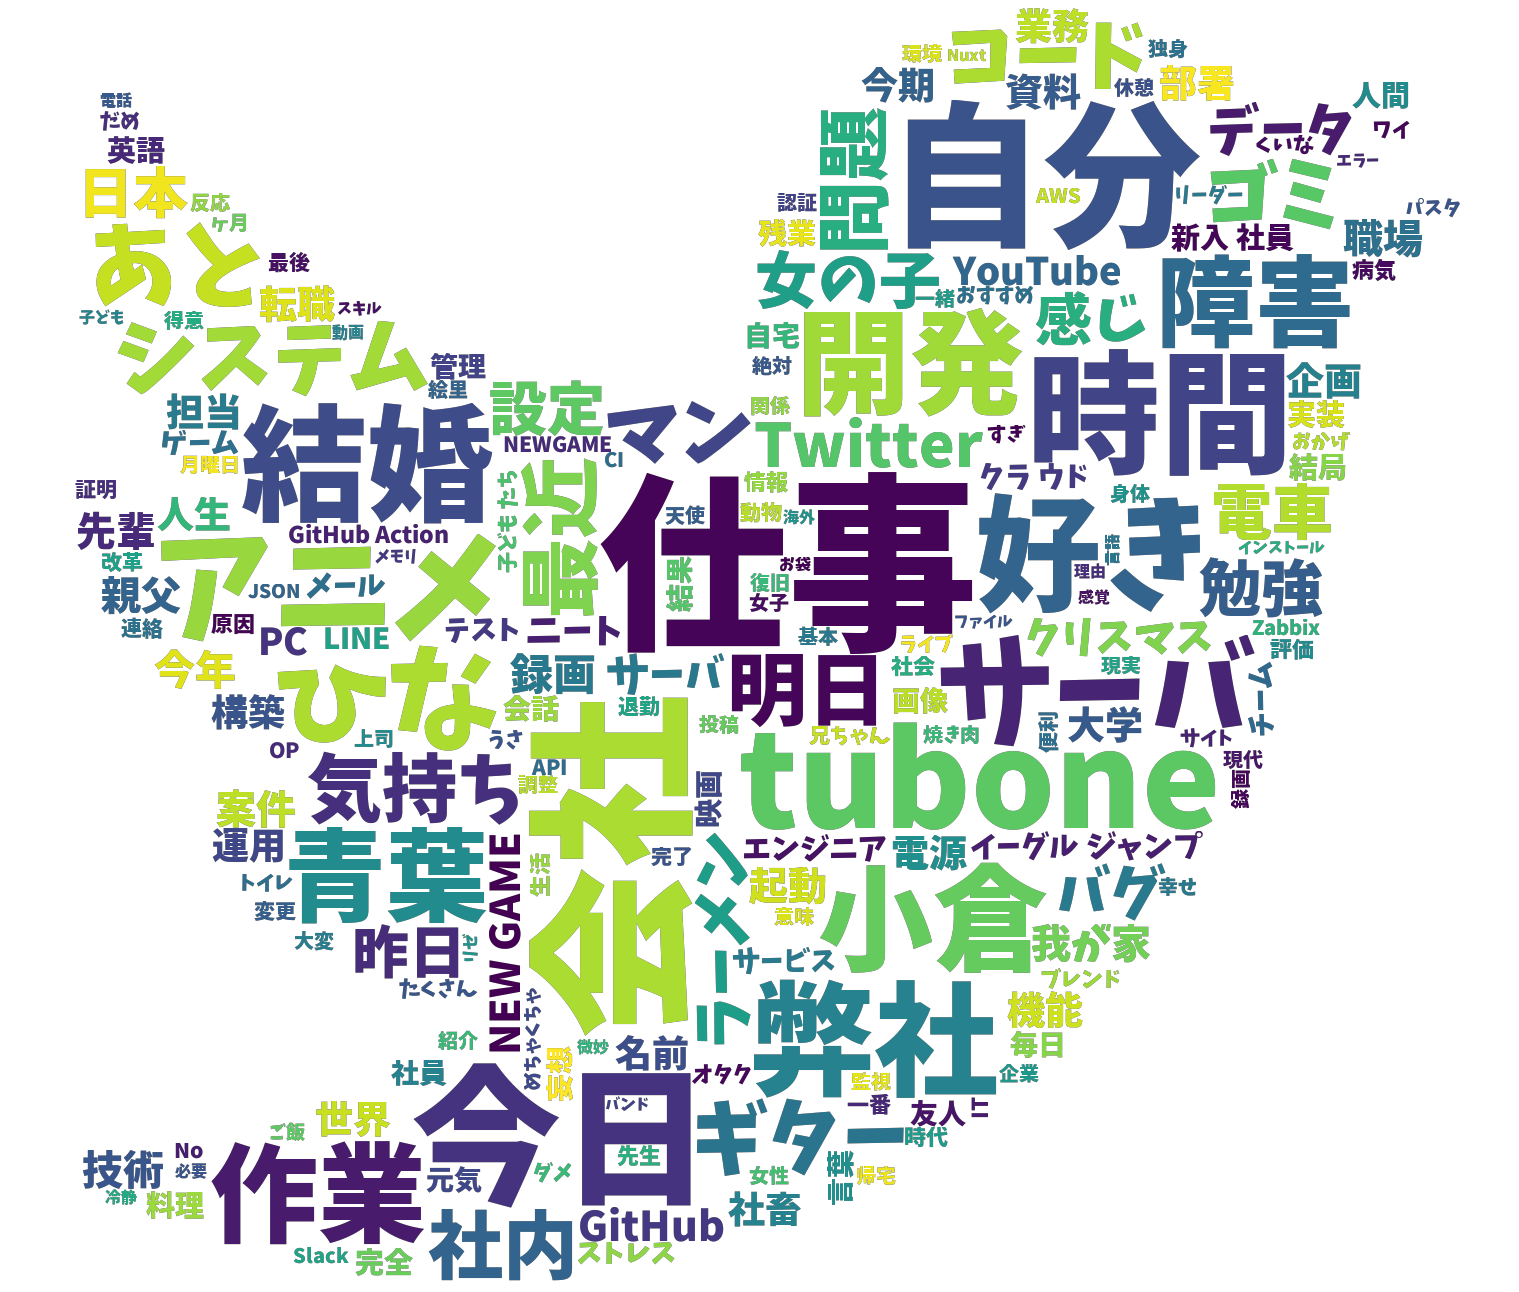 業務
コード
環境
Nuxt
独身
今期
資料
休憩
部署
人間
電話
だめ
英語
問題
自分
データ
くいな
ワイ
エラー
日本
反応
ケ月
認証
AWS
リーダー
ゴミ
パスタ
残業
新入 社員
職場
あと
最後
女の子
YouTube
障害
病気
転職
スキル
一緒
おすすめ
感じ
子ども
得意
動画
自宅
開発
システム
管理
絶対
時間
企画
絵里
設定
マン
関係
実装
担当
ゲーム
結婚
NEWGAME
CI
Twitter
すぎ
おかげ
月曜日
最近
子どもたち
情報
クラウド
結局
証明
仕事
身体
電車
先輩
人生
GitHub Action
天使
動物
海外
好き
言語
インストール
改革
アニメ
メモリ
結果
お袋
理由
親父
JSON
メール
復旧
女子
感覚
勉強
連絡
原因
PC
LINE
テスト
ニート
基本
ライブ
ファイル
クリスマス
Zabbix
評価
今年
ひな
録画
サーバ
明日
社会
サーバー
現実
チーム
構築
会話
退勤
投稿
画像
大学
便利
OP
上司
うさ
会社
兄ちゃん
焼き肉
サイト
気持ち
API
調整
映画
tubone
現代
録画
案件
運用
青葉
NEW GAME
生活
完了
ラーメン
エンジニア
電源
イーグル ジャンプ
トイレ
変更
起動
意味
小倉
バグ
幸せ
大変
昨日
我が家
たくさん
サービス
ブレンド
めちゃくちゃ
弊社
機能
紹介
微妙
名前
毎日
社員
妄想
オタク
監視
企業
今日
バンド
一番
友人
世界
ご飯
ギター
時代
技術
No
必要
作業
元気
ダメ
先生
女性
言葉
帰宅
冷静
料理
社内
GitHub
社畜
Slack
完全
ストレス